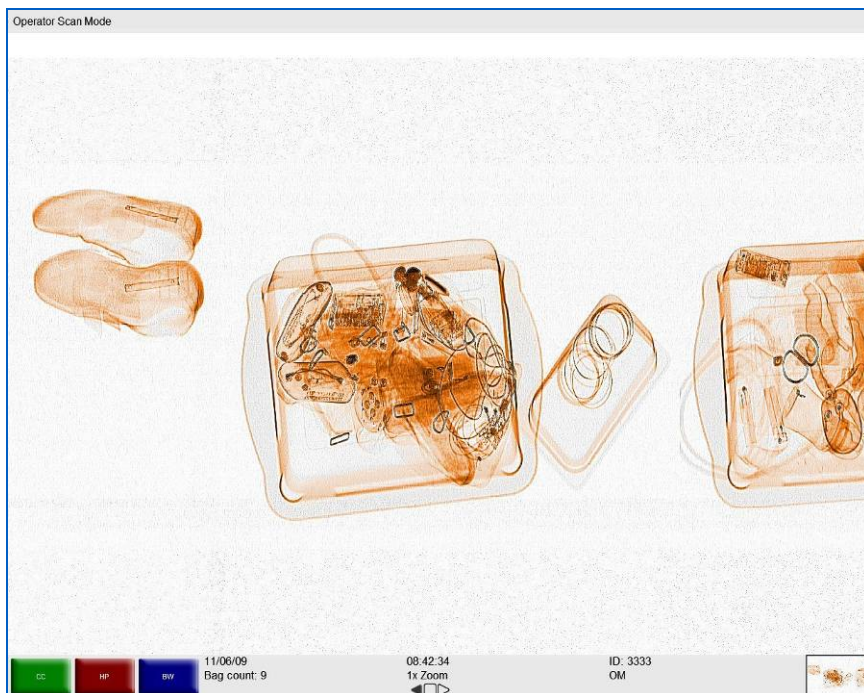 Operator Scan Mode
CC
HP
BW
11/06/09
Bag count: 9
08:42:34
1x Zoom
ID: 3333
OM